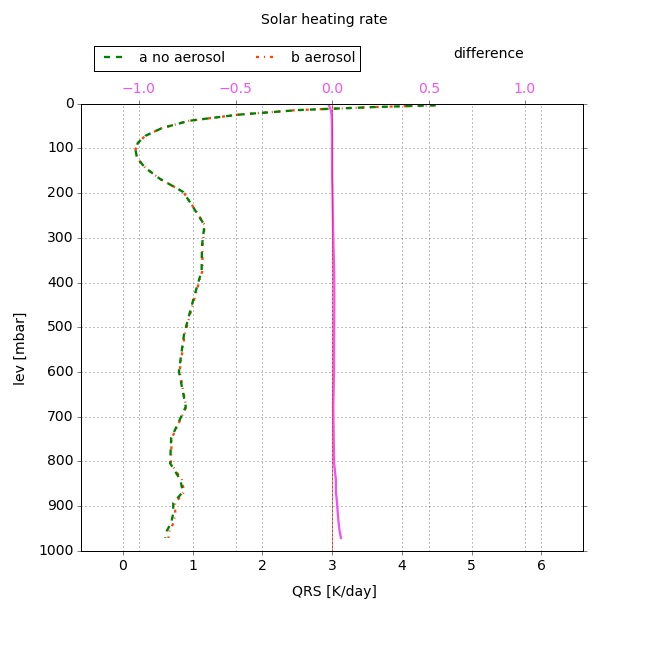 Solar heating rate
a no aerosol b aerosol
difference
−1.0 −0.5 0.0 0.5 1.0
0
100
200
300
400
500
600
700
800
900
1000
lev [mbar]
0 1 2 3 4 5 6
QRS [K/day]